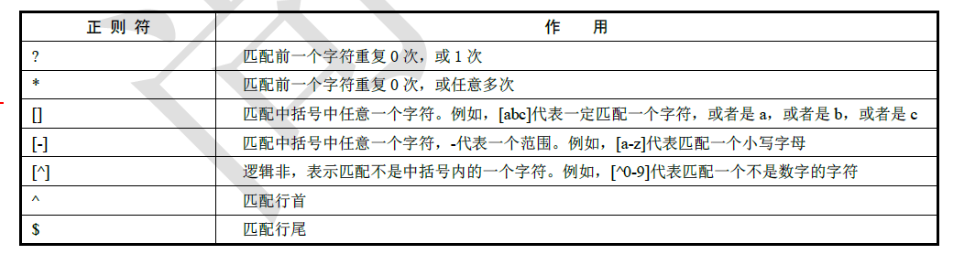 正 则 符 作 用
? 匹配前一个字符重复 0 次，或 1 次
* 匹配前一个字符重复 0 次，或任意多次
[] 匹配中括号中任意一个字符。例如，[abc]代表一定匹配一个字符，或者是 a，或者是 b，或者是 c
[-] 匹配中括号中任意一个字符，-代表一个范围。例如，[a-z]代表匹配一个小写字母
[^] 逻辑非，表示匹配不是中括号内的一个字符。例如，[^0-9]代表匹配一个不是数字的字符
^ 匹配行首
$ 匹配行尾